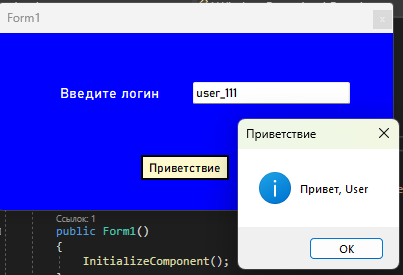 Form1
Введите логин
user_111
Приветствие
Приветствие
Привет, User
OK
Ссылок: 1
public Form1()
{
InitializeComponent();